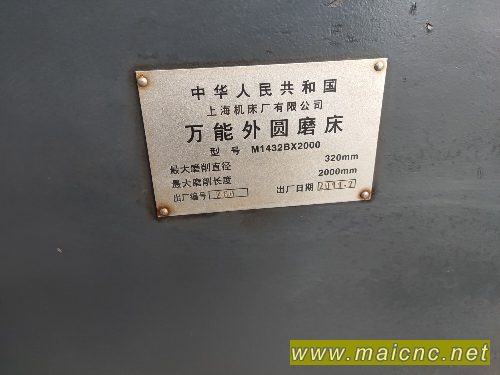 中华人民共和国
上海机床厂有限公司
万能外圆磨床
型 号 M1432BX2000
最大磨削直径 320mm
最大磨削长度 2000mm
出厂编号 出厂日期
www.maicnc.net